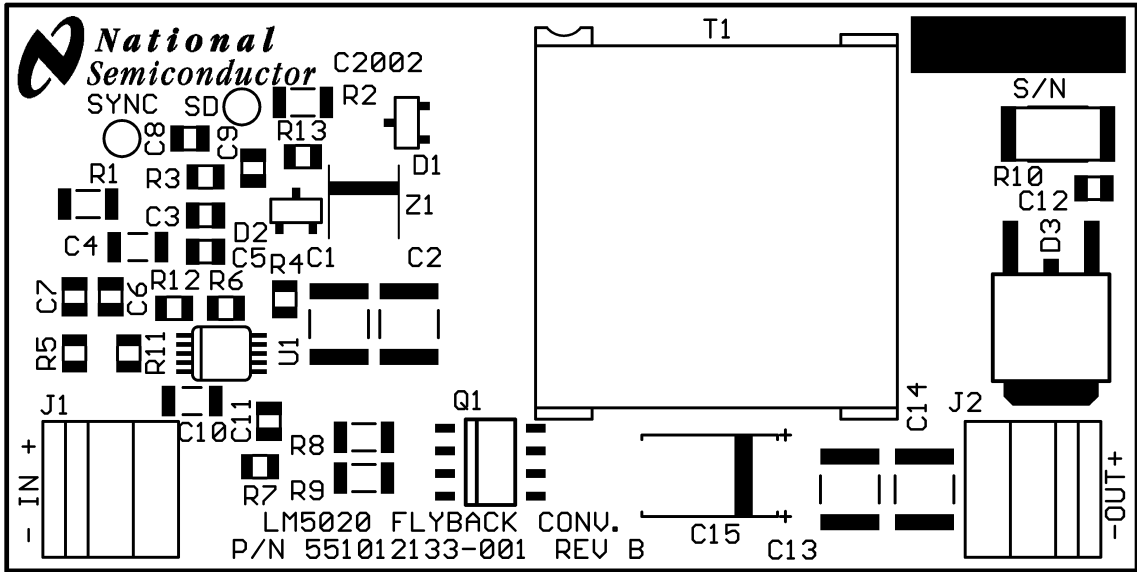 National
Semiconductor
C2002
T1
S/N
SYNC
SD
R2
C8
C9
R13
D1
R1
R3
R10
C12
Z1
C3
D2
D3
C4
C5
C1
C2
R4
R12
R6
C7
C6
R5
R11
U1
J1
C10
C11
Q1
C14
J2
R8
- IN +
R7
R9
-OUT+
+
+
LM5020 FLYBACK CONV.
C15
C13
P/N 551012133-001 REV B